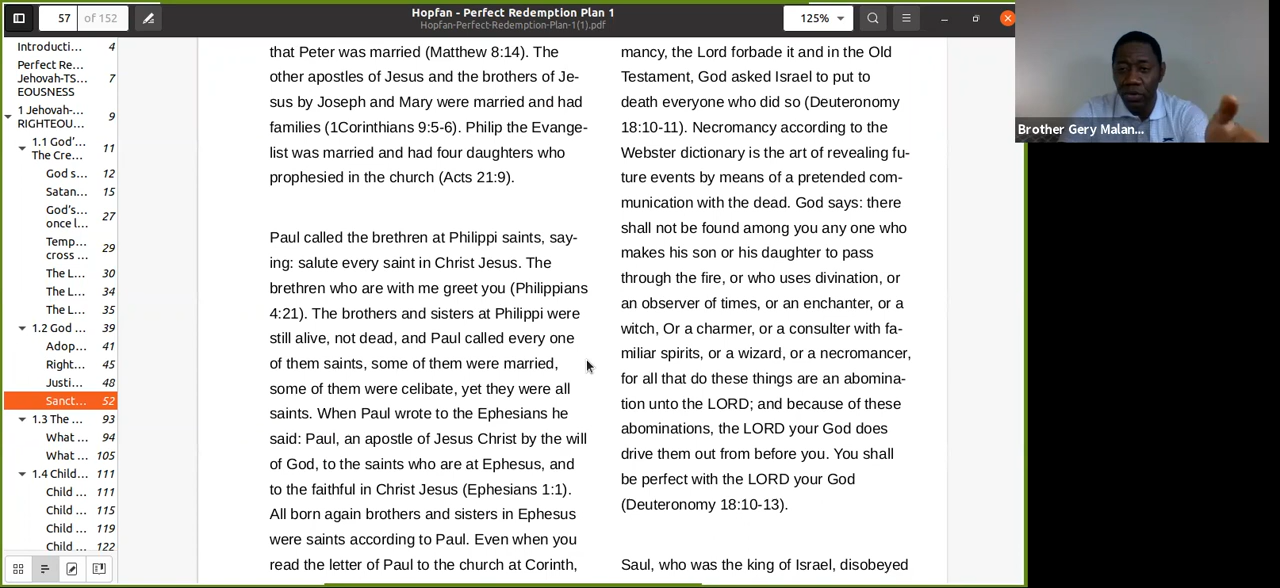 57
of 152
Hopfan - Perfect Redemption Plan 1
Hopfan-Perfect-Redemption-Plan-1(1).pdf
125%
Introducti... 4
Perfect Re...
Jehovah-TS... 7
EOUSNESS
1 Jehovah-
RIGHTEOU... 9
1.1 God'...
The Cre... 11
God s... 12
Satan... 15
God's...
once l... 27
Temp...
cross ... 29
The L... 30
The L... 34
The L... 35
1.2 God ... 39
Adop... 41
Right... 45
Justi... 48
Sanct... 52
1.3 The ... 93
What ... 94
What ... 105
1.4 Child... 111
Child ... 111
Child ... 115
Child ... 119
Child ... 122
that Peter was married (Matthew 8:14). The
other apostles of Jesus and the brothers of Je-
sus by Joseph and Mary were married and had
families (1Corinthians 9:5-6). Philip the Evange-
list was married and had four daughters who
prophesied in the church (Acts 21:9).
Paul called the brethren at Philippi saints, say-
ing: salute every saint in Christ Jesus. The
brethren who are with me greet you (Philippians
4:21). The brothers and sisters at Philippi were
still alive, not dead, and Paul called every one
of them saints, some of them were married,
some of them were celibate, yet they were all
saints. When Paul wrote to the Ephesians he
said: Paul, an apostle of Jesus Christ by the will
of God, to the saints who are at Ephesus, and
to the faithful in Christ Jesus (Ephesians 1:1).
All born again brothers and sisters in Ephesus
were saints according to Paul. Even when you
read the letter of Paul to the church at Corinth,
mancy, the Lord forbade it and in the Old
Testament, God asked Israel to put to
death everyone who did so (Deuteronomy
18:10-11). Necromancy according to the
Webster dictionary is the art of revealing fu-
ture events by means of a pretended com-
munication with the dead. God says: there
shall not be found among you any one who
makes his son or his daughter to pass
through the fire, or who uses divination, or
an observer of times, or an enchanter, or a
witch, Or a charmer, or a consulter with fa-
miliar spirits, or a wizard, or a necromancer,
for all that do these things are an abomina-
tion unto the LORD; and because of these
abominations, the LORD your God does
drive them out from before you. You shall
be perfect with the LORD your God
(Deuteronomy 18:10-13).
Saul, who was the king of Israel, disobeyed
Brother Gery Malan...